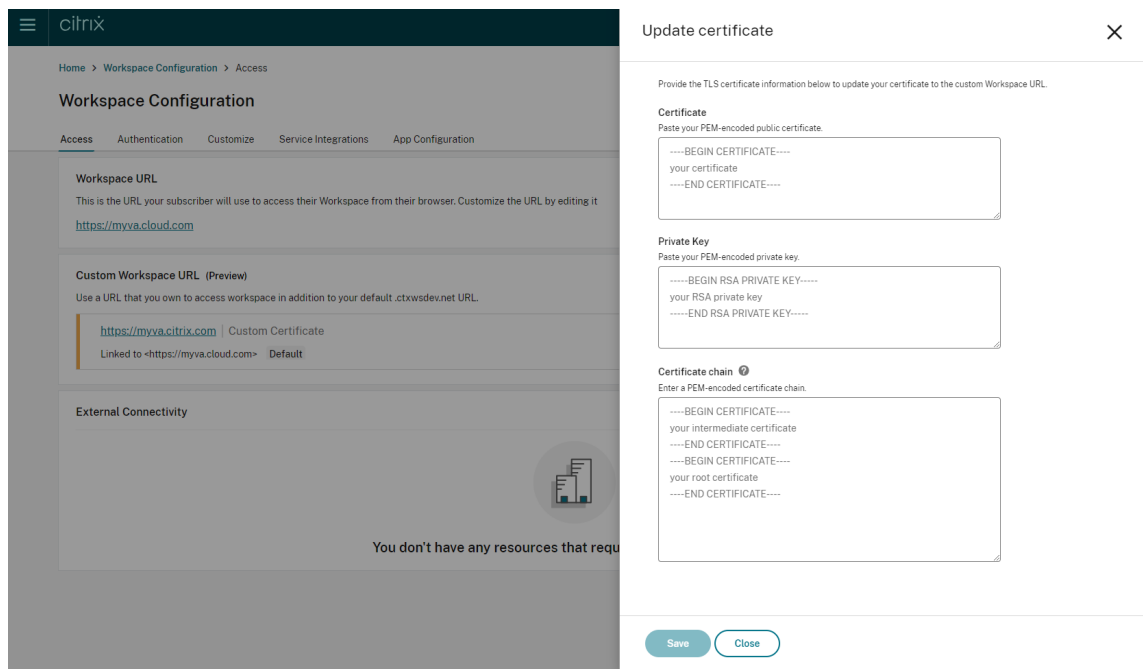 citrix
Home > Workspace Configuration > Access
Workspace Configuration
Access Authentication Customize Service Integrations App Configuration
Workspace URL
This is the URL your subscriber will use to access their Workspace from their browser. Customize the URL by editing it
https://myva.cloud.com
Custom Workspace URL (Preview)
Use a URL that you own to access workspace in addition to your default .ctxwsdev.net URL.
https://myva.citrix.com | Custom Certificate
Linked to <https://myva.cloud.com> Default
External Connectivity
You don't have any resources that requ
Update certificate
Provide the TLS certificate information below to update your certificate to the custom Workspace URL.
Certificate
Paste your PEM-encoded public certificate.
----BEGIN CERTIFICATE----
your certificate
----END CERTIFICATE----
Private Key
Paste your PEM-encoded private key.
-----BEGIN RSA PRIVATE KEY-----
your RSA private key
-----END RSA PRIVATE KEY-----
Certificate chain ?
Enter a PEM-encoded certificate chain.
----BEGIN CERTIFICATE----
your intermediate certificate
----END CERTIFICATE----
----BEGIN CERTIFICATE----
your root certificate
----END CERTIFICATE----
Save Close